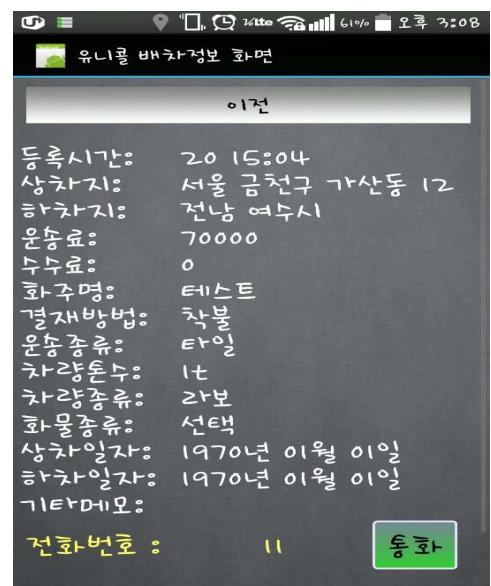 U 16LTE 61% 오후 3:08
유니콜 배차정보 화면
이전
등록시간: 20 15:04
상차지: 서울 금천구 가산동 12
하차지: 전남 여수시
운송료: 70000
수수료: 0
화주명: 테스트
결재방법: 착불
운송종류: 타일
차량톤수: 1t
차량종류: 라보
화물종류: 선택
상차일자: 1970년 01월 01일
하차일자: 1970년 01월 01일
기타메모:
전화번호 : 11 통화